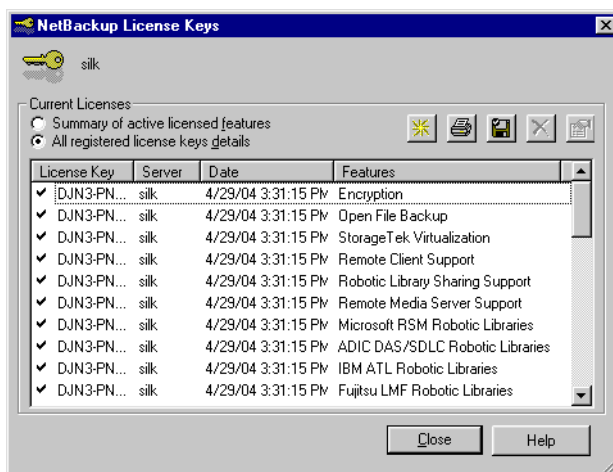 NetBackup License Keys
silk
Current Licenses
Summary of active licensed features
All registered license keys details
License Key Server Date Features
DJN3-PN... silk 4/29/04 3:31:15 PM Encryption
DJN3-PN... silk 4/29/04 3:31:15 PM Open File Backup
DJN3-PN... silk 4/29/04 3:31:15 PM StorageTek Virtualization
DJN3-PN... silk 4/29/04 3:31:15 PM Remote Client Support
DJN3-PN... silk 4/29/04 3:31:15 PM Robotic Library Sharing Support
DJN3-PN... silk 4/29/04 3:31:15 PM Remote Media Server Support
DJN3-PN... silk 4/29/04 3:31:15 PM Microsoft RSM Robotic Libraries
DJN3-PN... silk 4/29/04 3:31:15 PM ADIC DAS/SDLC Robotic Libraries
DJN3-PN... silk 4/29/04 3:31:15 PM IBM ATL Robotic Libraries
DJN3-PN... silk 4/29/04 3:31:15 PM Fujitsu LMF Robotic Libraries
Close Help